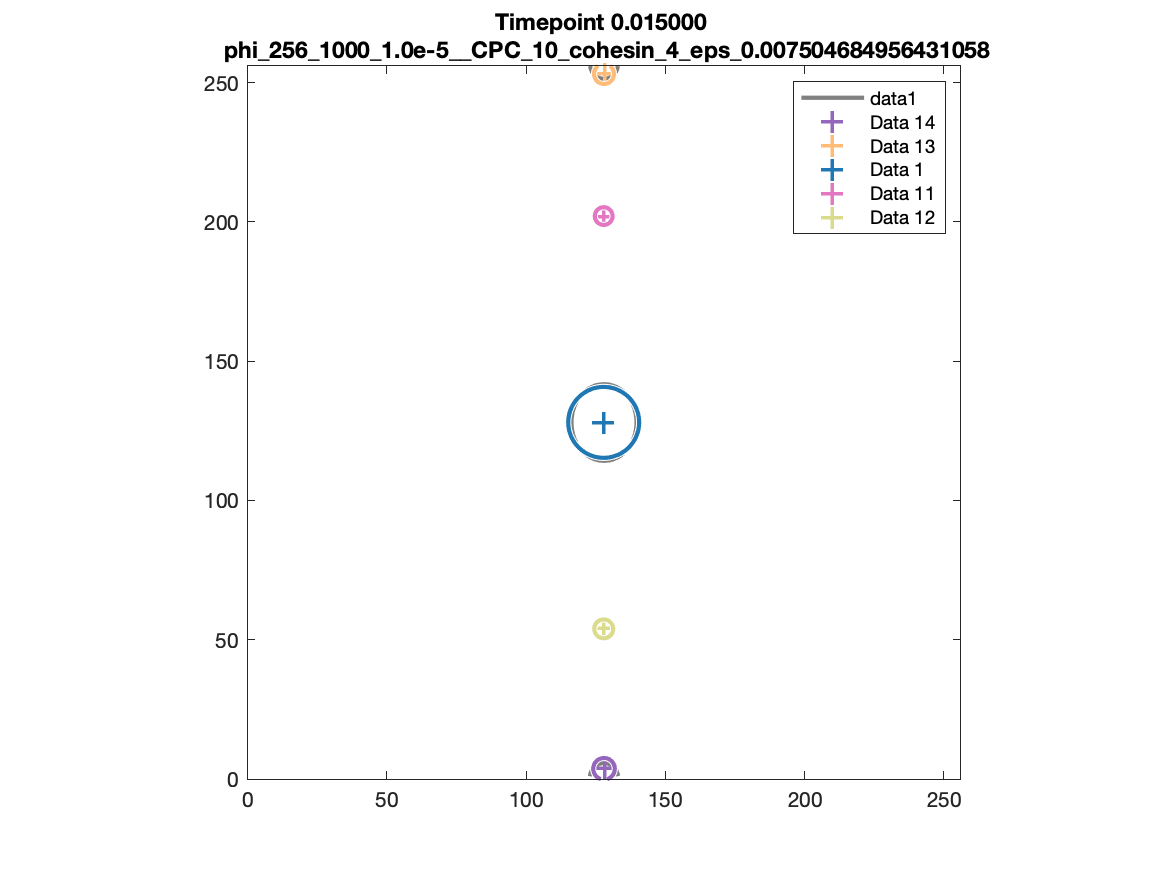 Timepoint 0.015000
phi_256_1000_1.0e-5__CPC_10_cohesin_4_eps_0.007504684956431058
250
200
150
100
50
0
0 50 100 150 200 250
data1
Data 14
Data 13
Data 1
Data 11
Data 12